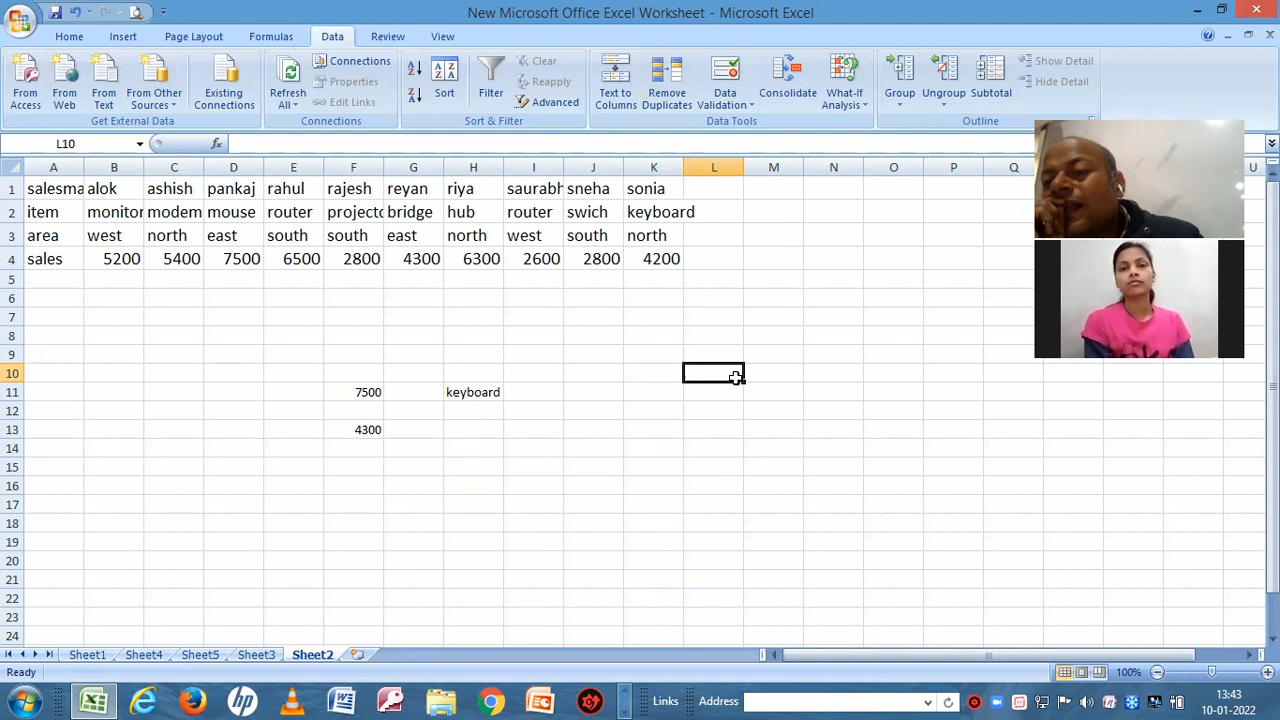 New Microsoft Office Excel Worksheet - Microsoft Excel
Home Insert Page Layout Formulas Data Review View
From Access
From Web
From Text
From Other Sources
Existing Connections
Get External Data
Refresh All
Connections
Properties
Edit Links
Connections
Sort
Filter
Clear
Reapply
Advanced
Sort & Filter
Text to Columns
Remove Duplicates
Data Validation
Consolidate
What-If Analysis
Data Tools
Group
Ungroup
Subtotal
Show Detail
Hide Detail
Outline
L10 fx
A B C D E F G H I J K L M N O P Q U
1 salesma alok ashish pankaj rahul rajesh reyan riya saurabh sneha sonia
2 item monitor modem mouse router projecto bridge hub router swich keyboard
3 area west north east south south east north west south north
4 sales 5200 5400 7500 6500 2800 4300 6300 2600 2800 4200
5
6
7
8
9
10
11 7500 keyboard
12
13 4300
14
15
16
17
18
19
20
21
22
23
24
Sheet1 Sheet4 Sheet5 Sheet3 Sheet2
Ready 100%
Links Address 13:43
10-01-2022